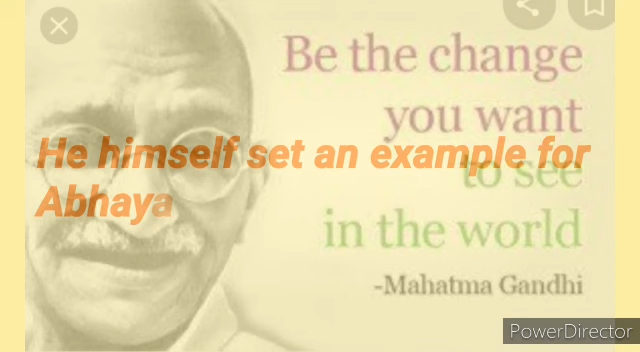 Be the change
you want
to see
in the world
-Mahatma Gandhi
He himself set an example for
Abhaya
PowerDirector